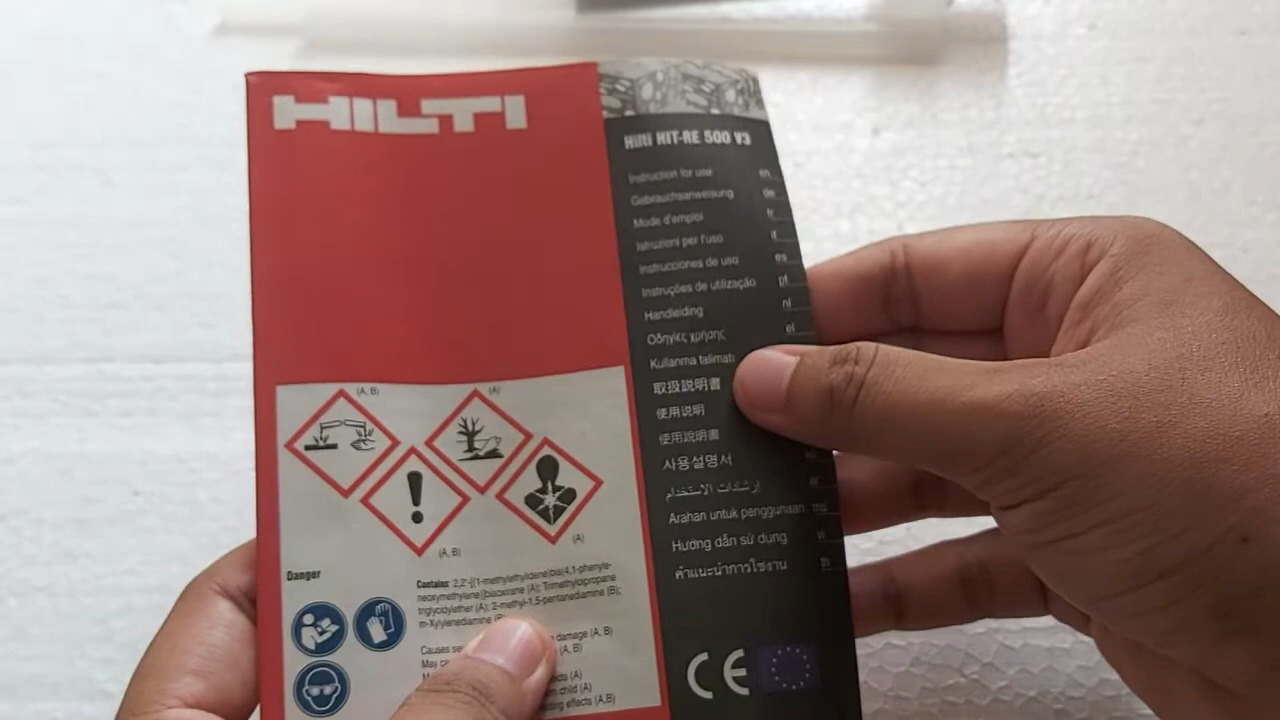 HILTI
Hilti HIT-RE 500 V3
Instruction for use en
Gebrauchsanweisung de
Mode d'emploi fr
Istruzioni per l'uso it
Instrucciones de uso es
Instruções de utilização pt
Handleiding nl
Οδηγίες χρήσης el
Kullanma talimatı
取扱説明書
使用说明
使用說明書
사용설명서
إرشادات الاستخدام ar
Arahan untuk penggunaan ms
Hướng dẫn sử dụng vi
คำแนะนำการใช้งาน th
CE
(A, B)
(A)
(A, B)
(A)
Danger
Contains: 2,2'-[(1-methylethylidene)bis(4,1-phenyle-
neoxymethylene)]bisoxirane (A); Trimethylolpropane
triglycidylether (A); 2-methyl-1,5-pentanediamine (B);
m-Xylylenediamine
Causes damage (A, B)
May (A, B)
(A)
child (A)
effects (A,B)